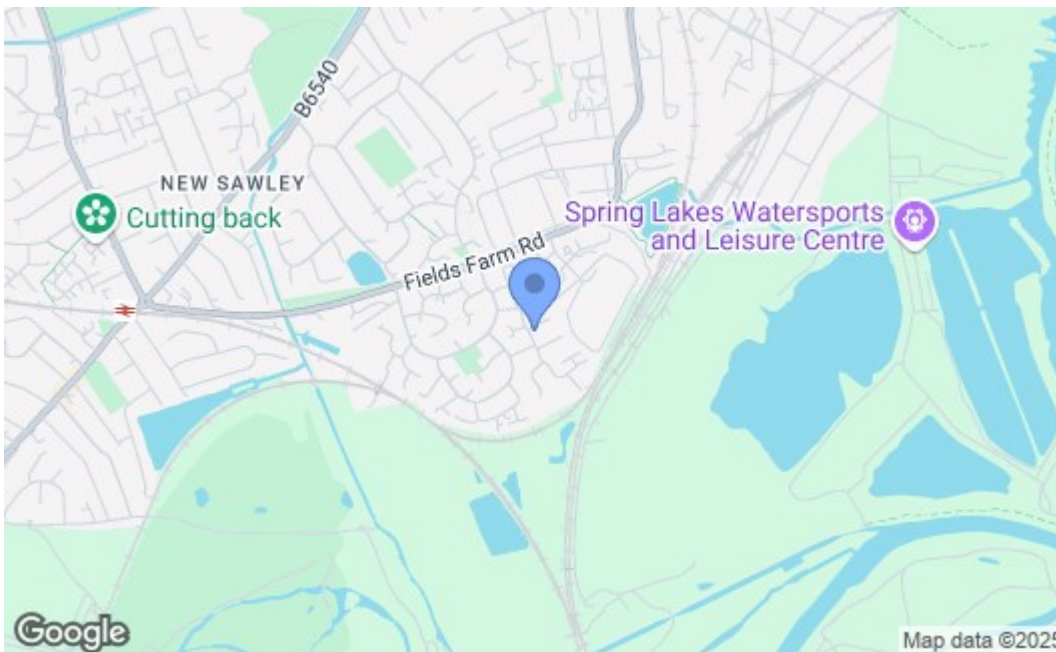 B6540
NEW SAWLEY
Cutting back
Spring Lakes Watersports
and Leisure Centre
Fields Farm Rd
Google
Map data ©2025